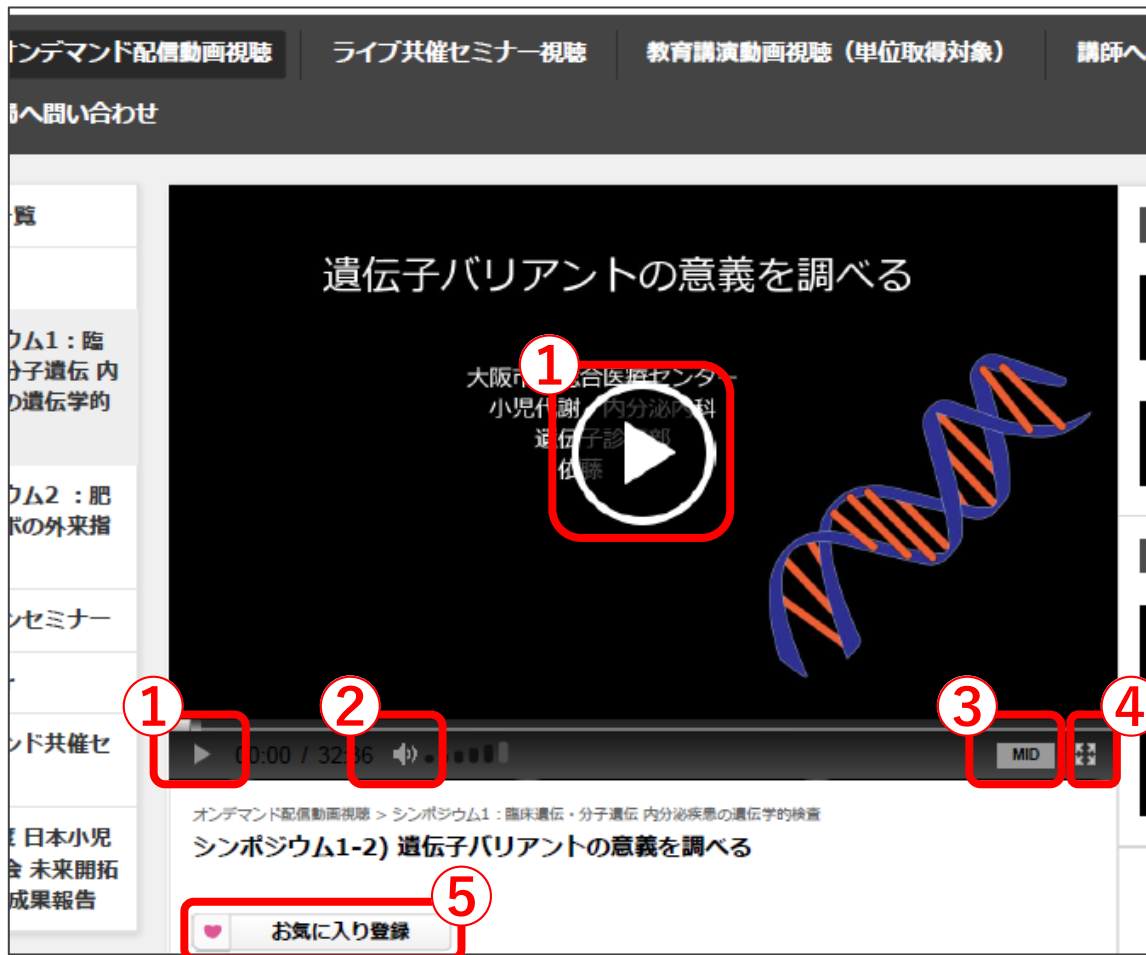 オンデマンド配信動画視聴
ライブ共催セミナー視聴
教育講演動画視聴（単位取得対象）
講師へ
へ問い合わせ
覧
ウム1：臨
分子遺伝 内
の遺伝学的
ウム2 ：肥
の外来指
ンセミナー
ンド共催セ
日本小児
会 未来開拓
成果報告
遺伝子バリアントの意義を調べる
①
大阪市
総合医療センター
小児代謝・内分泌内科
遺伝子診
部
依藤
①
②
③
④
00:00 / 32:36
MID
オンデマンド配信動画視聴 > シンポジウム1：臨床遺伝・分子遺伝 内分泌疾患の遺伝学的検査
シンポジウム1-2) 遺伝子バリアントの意義を調べる
⑤
お気に入り登録